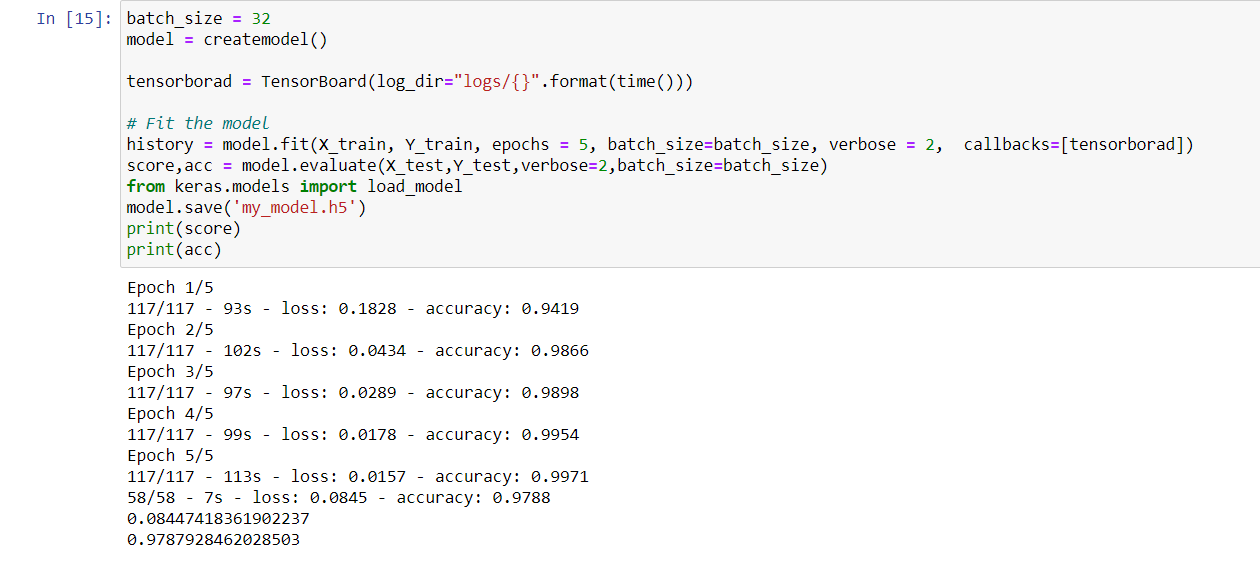 In [15]: batch_size = 32
model = createmodel()
tensorborad = TensorBoard(log_dir="logs/{}".format(time()))
# Fit the model
history = model.fit(X_train, Y_train, epochs = 5, batch_size=batch_size, verbose = 2,  callbacks=[tensorborad])
score,acc = model.evaluate(X_test,Y_test,verbose=2,batch_size=batch_size)
from keras.models import load_model
model.save('my_model.h5')
print(score)
print(acc)
Epoch 1/5
117/117 - 93s - loss: 0.1828 - accuracy: 0.9419
Epoch 2/5
117/117 - 102s - loss: 0.0434 - accuracy: 0.9866
Epoch 3/5
117/117 - 97s - loss: 0.0289 - accuracy: 0.9898
Epoch 4/5
117/117 - 99s - loss: 0.0178 - accuracy: 0.9954
Epoch 5/5
117/117 - 113s - loss: 0.0157 - accuracy: 0.9971
58/58 - 7s - loss: 0.0845 - accuracy: 0.9788
0.08447418361902237
0.9787928462028503